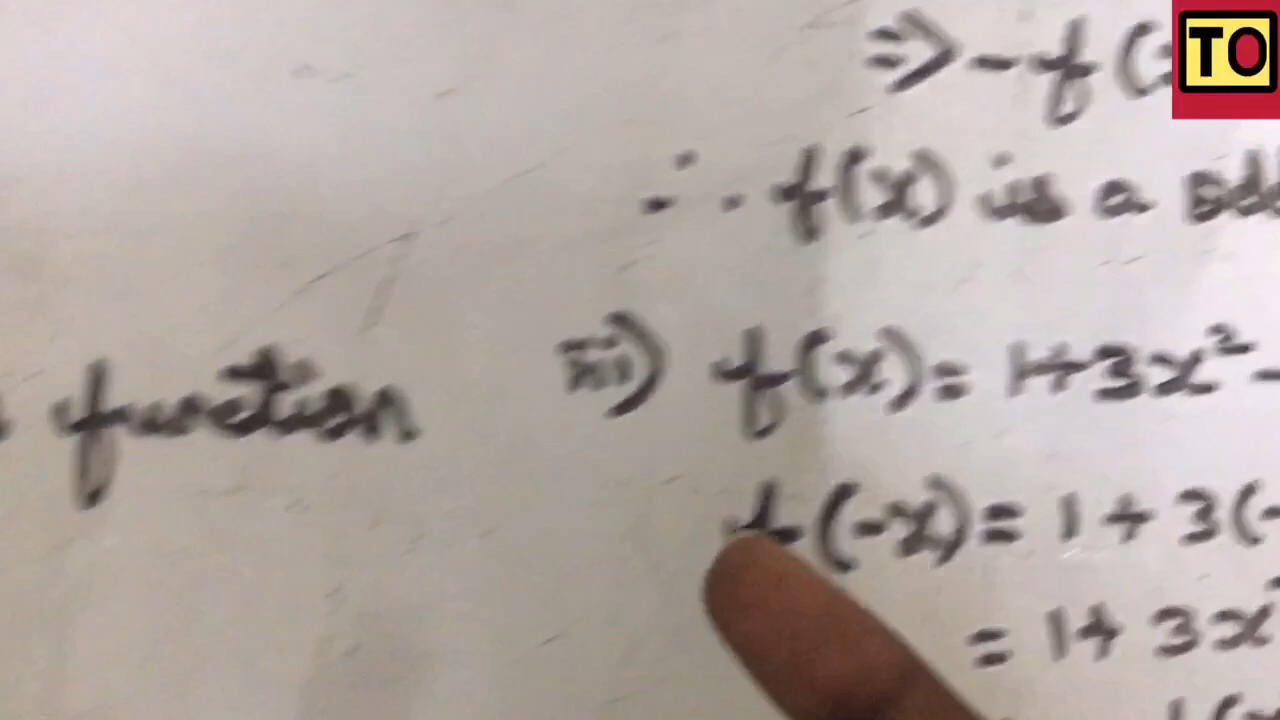 TO
⇒ -f(
∴ f(x) is a odd
function
iii) f(x) = 1+3x² -
f(-x) = 1 + 3(-
= 1+ 3x